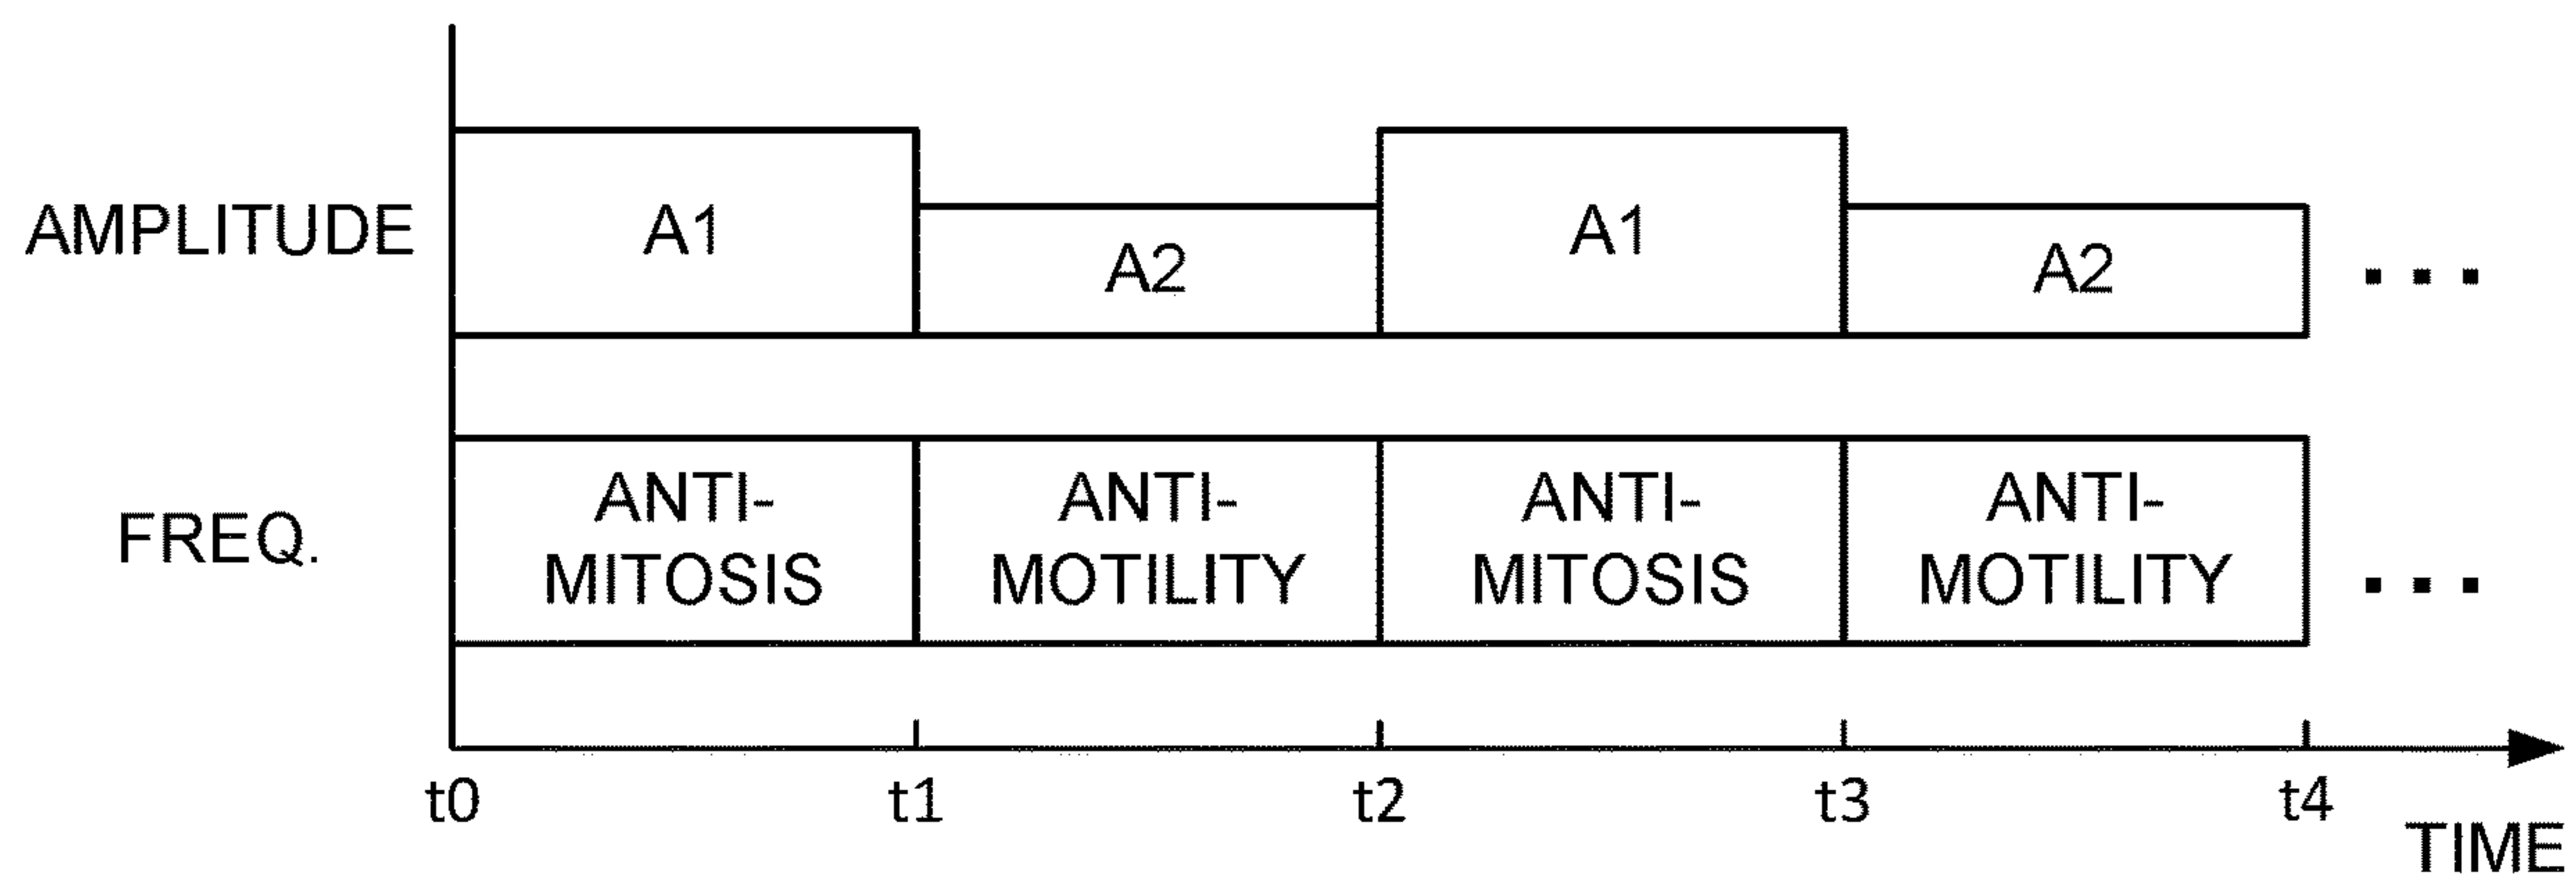 AMPLITUDE
A1
A2
A1
A2
...
FREQ.
ANTI-
MITOSIS
ANTI-
MOTILITY
ANTI-
MITOSIS
ANTI-
MOTILITY
...
t0
t1
t2
t3
t4
TIME